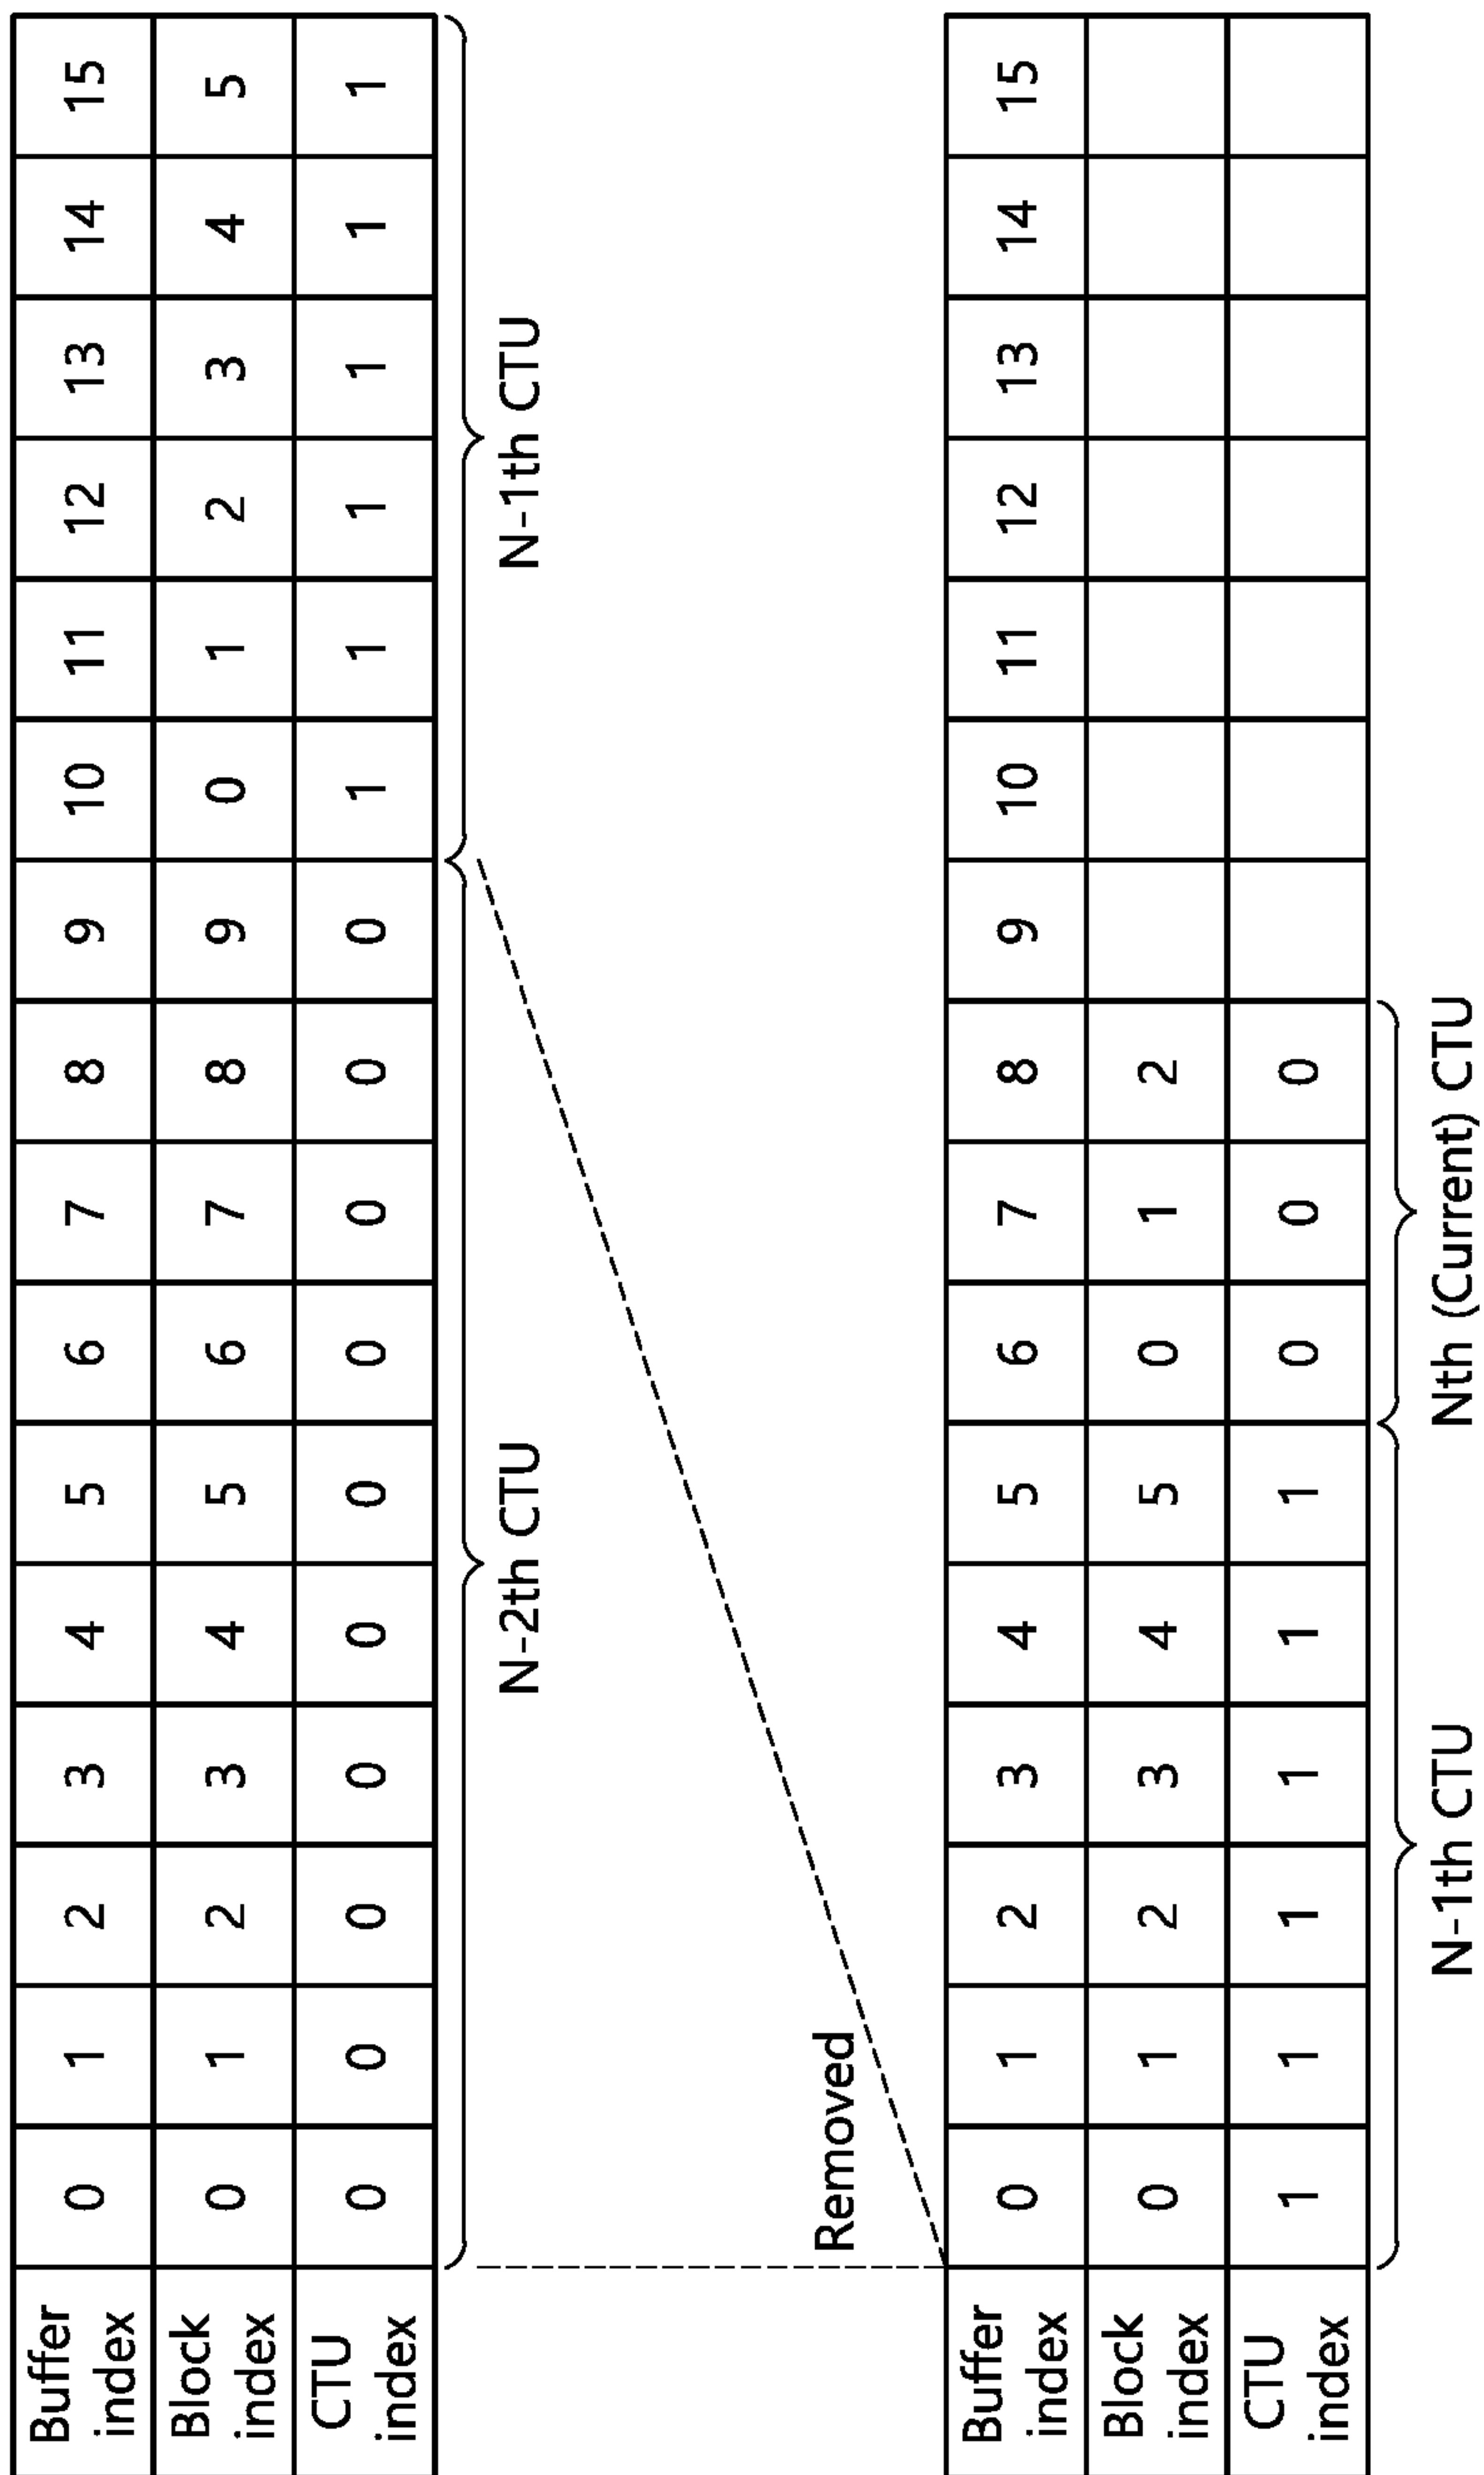 Buffer index 0 1 2 3 4 5 6 7 8 9 10 11 12 13 14 15
Block index 0 1 2 3 4 5 6 7 8 9 0 1 2 3 4 5
CTU index 0 0 0 0 0 0 0 0 0 0 1 1 1 1 1 1
N-2th CTU N-1th CTU
Removed
Buffer index 0 1 2 3 4 5 6 7 8 9 10 11 12 13 14 15
Block index 0 1 2 3 4 5 0 1 2
CTU index 1 1 1 1 1 1 0 0 0
N-1th CTU Nth (Current) CTU